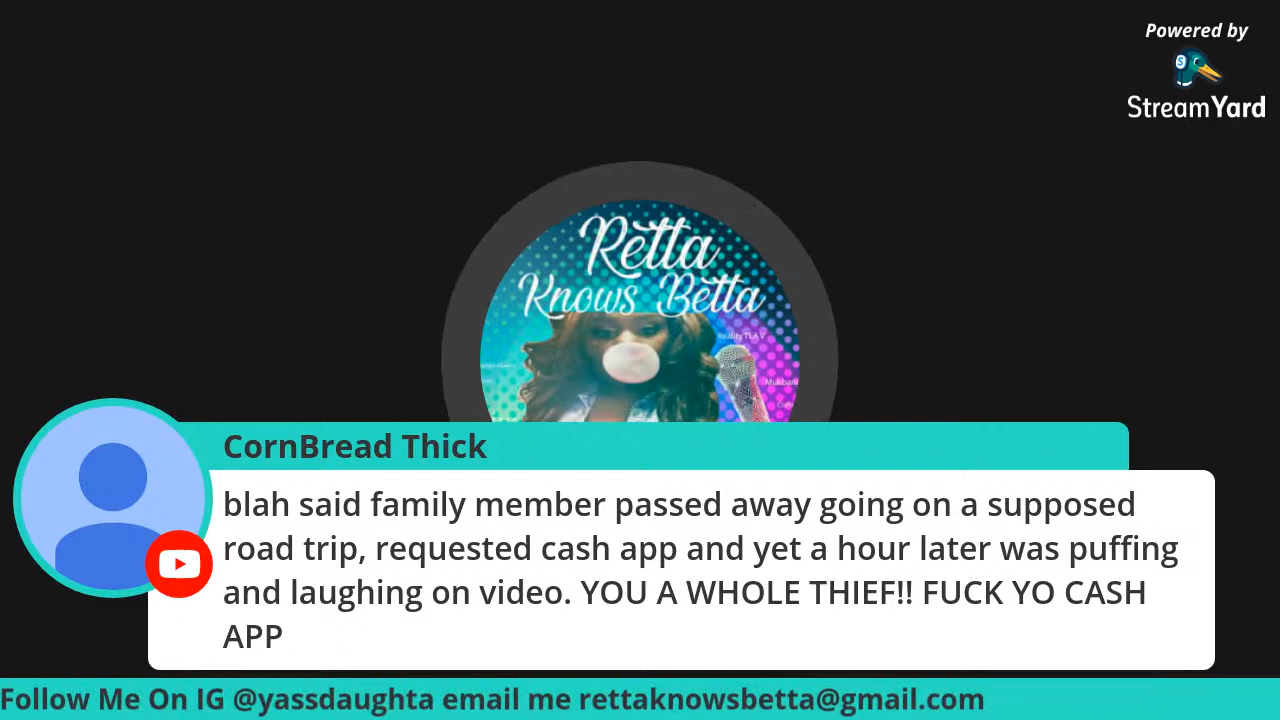 Powered by
StreamYard
Retta
Knows Betta
Reality TEA V
CornBread Thick
blah said family member passed away going on a supposed
road trip, requested cash app and yet a hour later was puffing
and laughing on video. YOU A WHOLE THIEF!! FUCK YO CASH
APP
Follow Me On IG @yassdaughta email me rettaknowsbetta@gmail.com